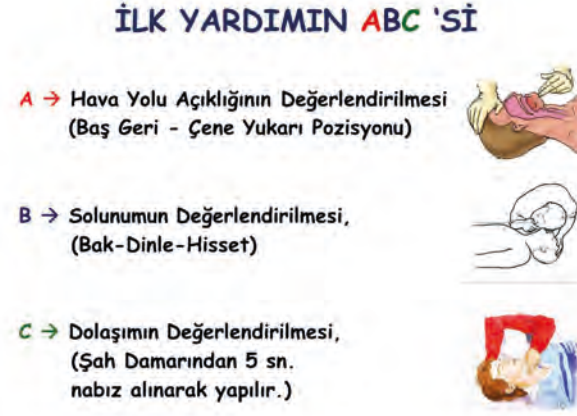 İLK YARDIMIN ABC 'Sİ
A → Hava Yolu Açıklığının Değerlendirilmesi
(Baş Geri - Çene Yukarı Pozisyonu)
B → Solunumun Değerlendirilmesi,
(Bak-Dinle-Hisset)
C → Dolaşımın Değerlendirilmesi,
(Şah Damarından 5 sn.
nabız alınarak yapılır.)